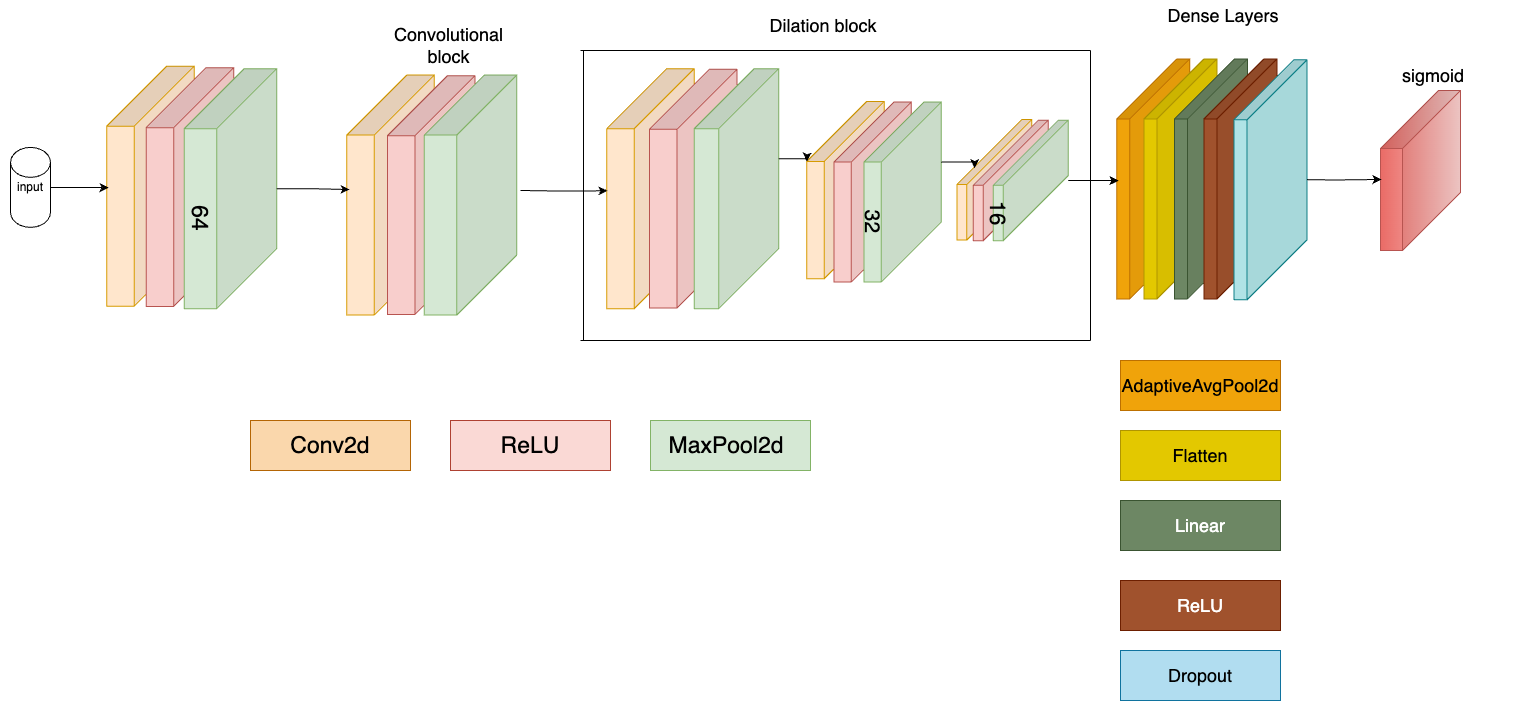 Convolutional
block
Dilation block
Dense Layers
sigmoid
input
64
32
16
AdaptiveAvgPool2d
Conv2d
ReLU
MaxPool2d
Flatten
Linear
ReLU
Dropout